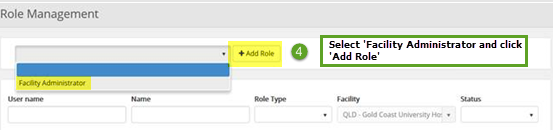 Role Management
+ Add Role
4
Select 'Facility Administrator and click
'Add Role'
Facility Administrator
User name
Name
Role Type
Facility
Status
QLD - Gold Coast University Hos